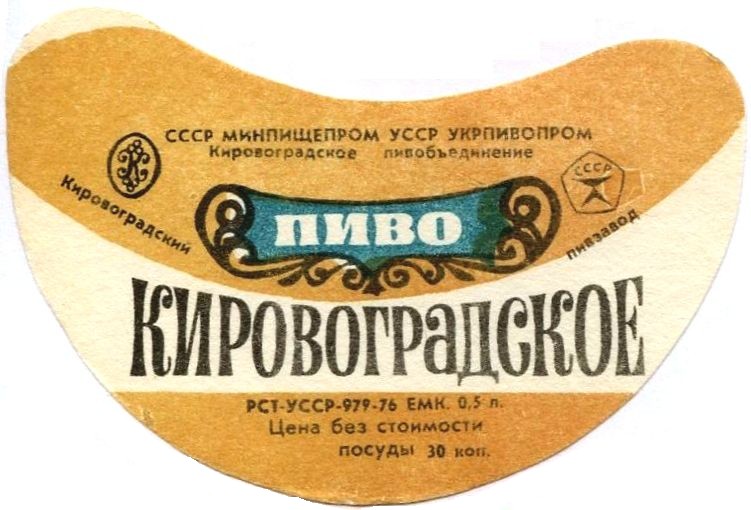 СССР МИНПИЩЕПРОМ УССР УКРПИВОПРОМ
Кировоградское пивобъединение
К
СССР
Кировоградский
пивзавод
ПИВО
КИРОВОГРАДСКОЕ
РСТ-УССР-979-76 ЕМК. 0,5 л.
Цена без стоимости
посуды 30 коп.